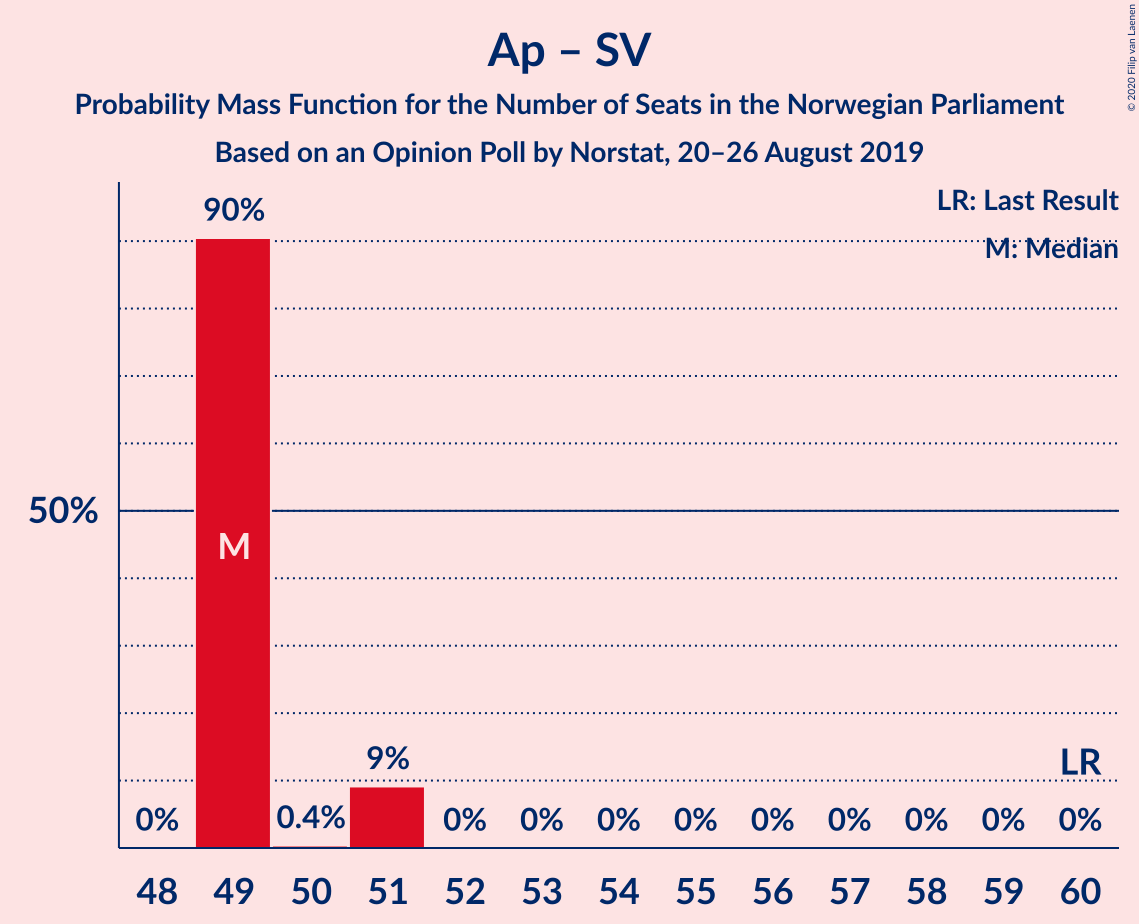 Ap – SV
Probability Mass Function for the Number of Seats in the Norwegian Parliament
Based on an Opinion Poll by Norstat, 20–26 August 2019
© 2020 Filip van Laenen
LR: Last Result
M: Median
90%
50%
M
9%
LR
0%
0.4%
0%
0%
0%
0%
0%
0%
0%
0%
0%
48 49 50 51 52 53 54 55 56 57 58 59 60